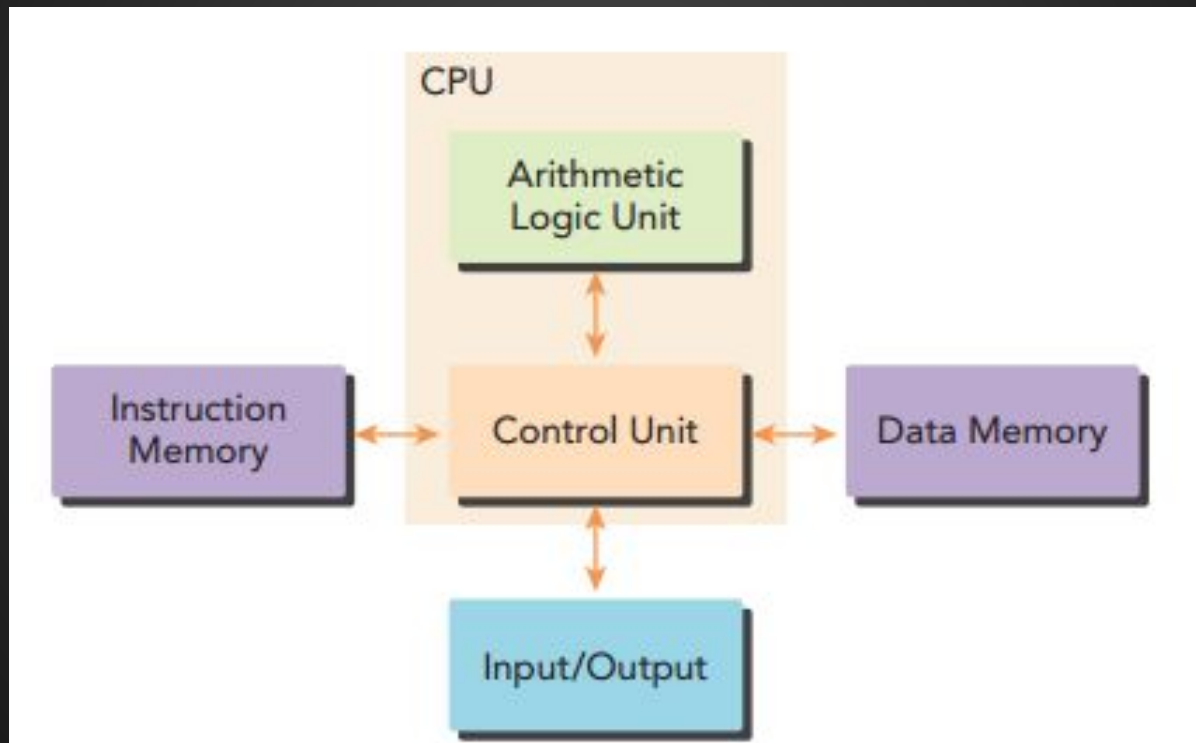 CPU
Arithmetic
Logic Unit
Instruction
Memory
Control Unit
Data Memory
Input/Output